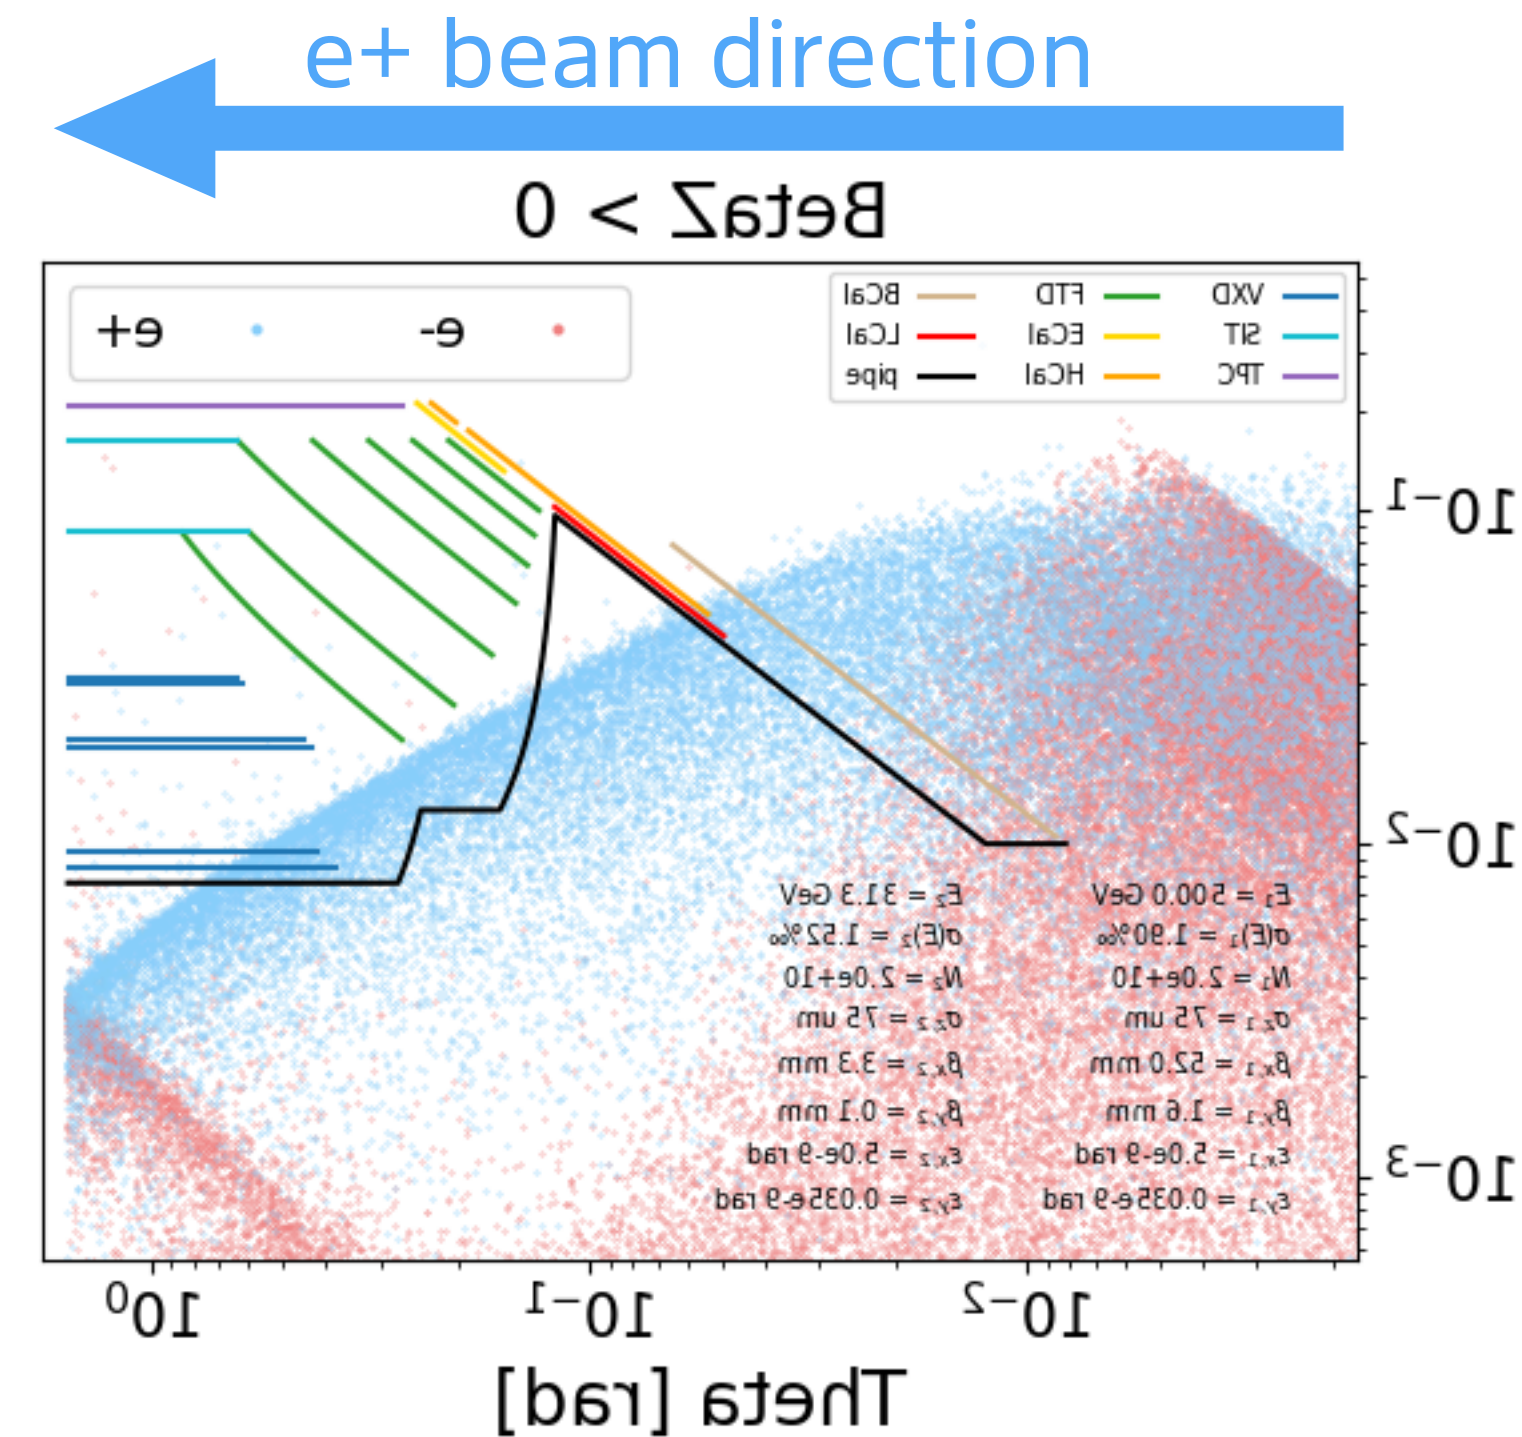 e+ beam direction
BetaZ > 0
e- e+
VXD FTD BCal
SIT ECal LCal
TPC HCal pipe
10⁻¹
10⁻²
10⁻³
E₁ = 500.0 GeV E₂ = 31.3 GeV
σ(E)₁ = 1.90‰ σ(E)₂ = 1.52‰
N₁ = 2.0e+10 N₂ = 2.0e+10
σz,1 = 75 um σz,2 = 75 um
βx,1 = 52.0 mm βx,2 = 3.3 mm
βy,1 = 1.6 mm βy,2 = 0.1 mm
εx,1 = 5.0e-9 rad εx,2 = 5.0e-9 rad
εy,1 = 0.035e-9 rad εy,2 = 0.035e-9 rad
10⁻² 10⁻¹ 10⁰
Theta [rad]